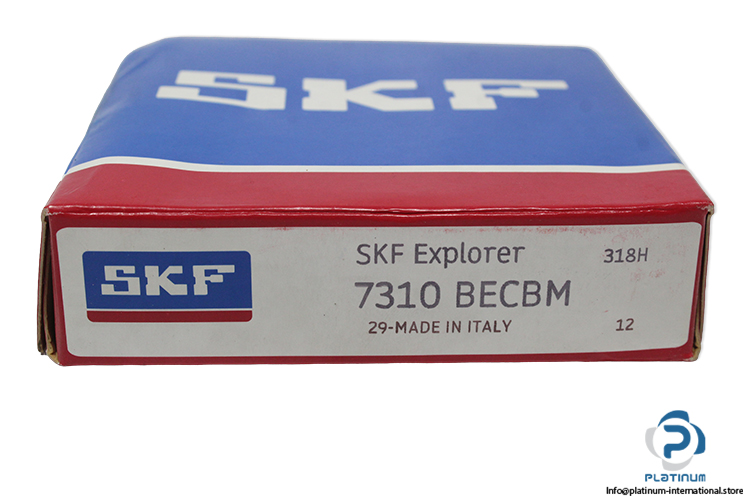 SKF
SKF
SKF Explorer 318H
7310 BECBM
29-MADE IN ITALY 12
PLATINUM
Info@platinum-international.store